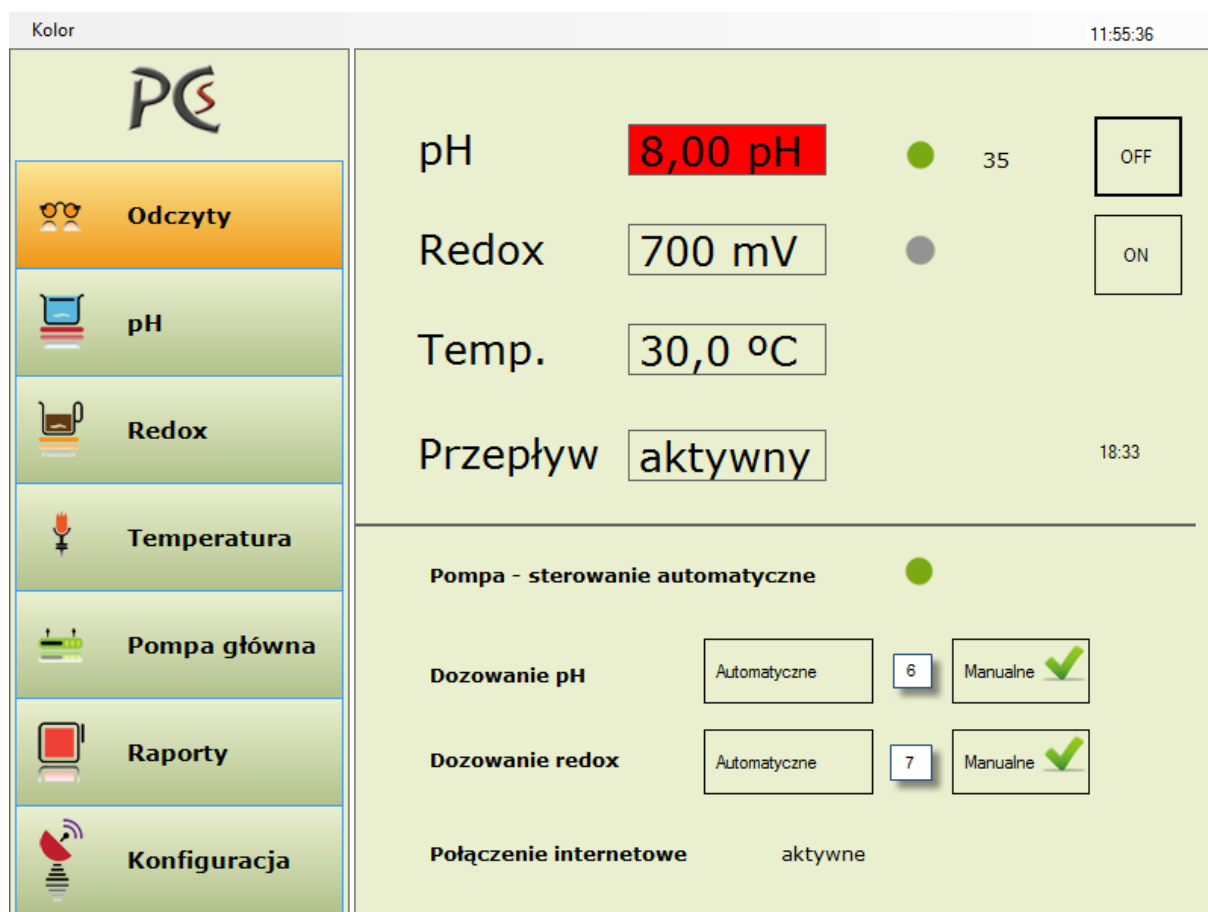 Kolor
11:55:36
PCs
Odczyty
pH
Redox
Temperatura
Pompa główna
Raporty
Konfiguracja
pH 8,00 pH 35 OFF
Redox 700 mV ON
Temp. 30,0 ºC
Przepływ aktywny 18:33
Pompa - sterowanie automatyczne
Dozowanie pH Automatyczne 6 Manualne
Dozowanie redox Automatyczne 7 Manualne
Połączenie internetowe aktywne